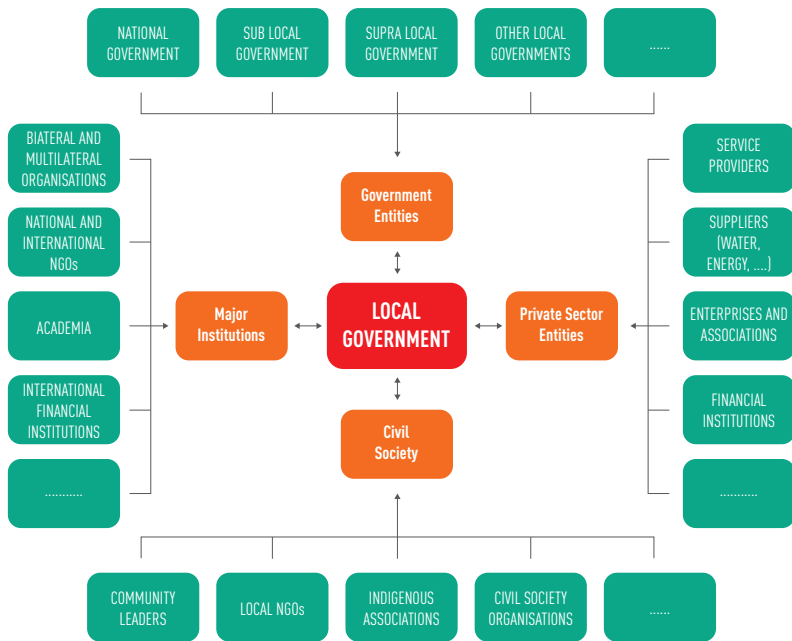 NATIONAL
GOVERNMENT
SUB LOCAL
GOVERNMENT
SUPRA LOCAL
GOVERNMENT
OTHER LOCAL
GOVERNMENTS
......
BIATERAL AND
MULTILATERAL
ORGANISATIONS
NATIONAL AND
INTERNATIONAL
NGOs
ACADEMIA
INTERNATIONAL
FINANCIAL
INSTITUTIONS
...........
Government
Entities
Major
Institutions
LOCAL
GOVERNMENT
Private Sector
Entities
Civil
Society
SERVICE
PROVIDERS
SUPPLIERS
(WATER,
ENERGY, ....)
ENTERPRISES AND
ASSOCIATIONS
FINANCIAL
INSTITUTIONS
...........
COMMUNITY
LEADERS
LOCAL NGOs
INDIGENOUS
ASSOCIATIONS
CIVIL SOCIETY
ORGANISATIONS
......